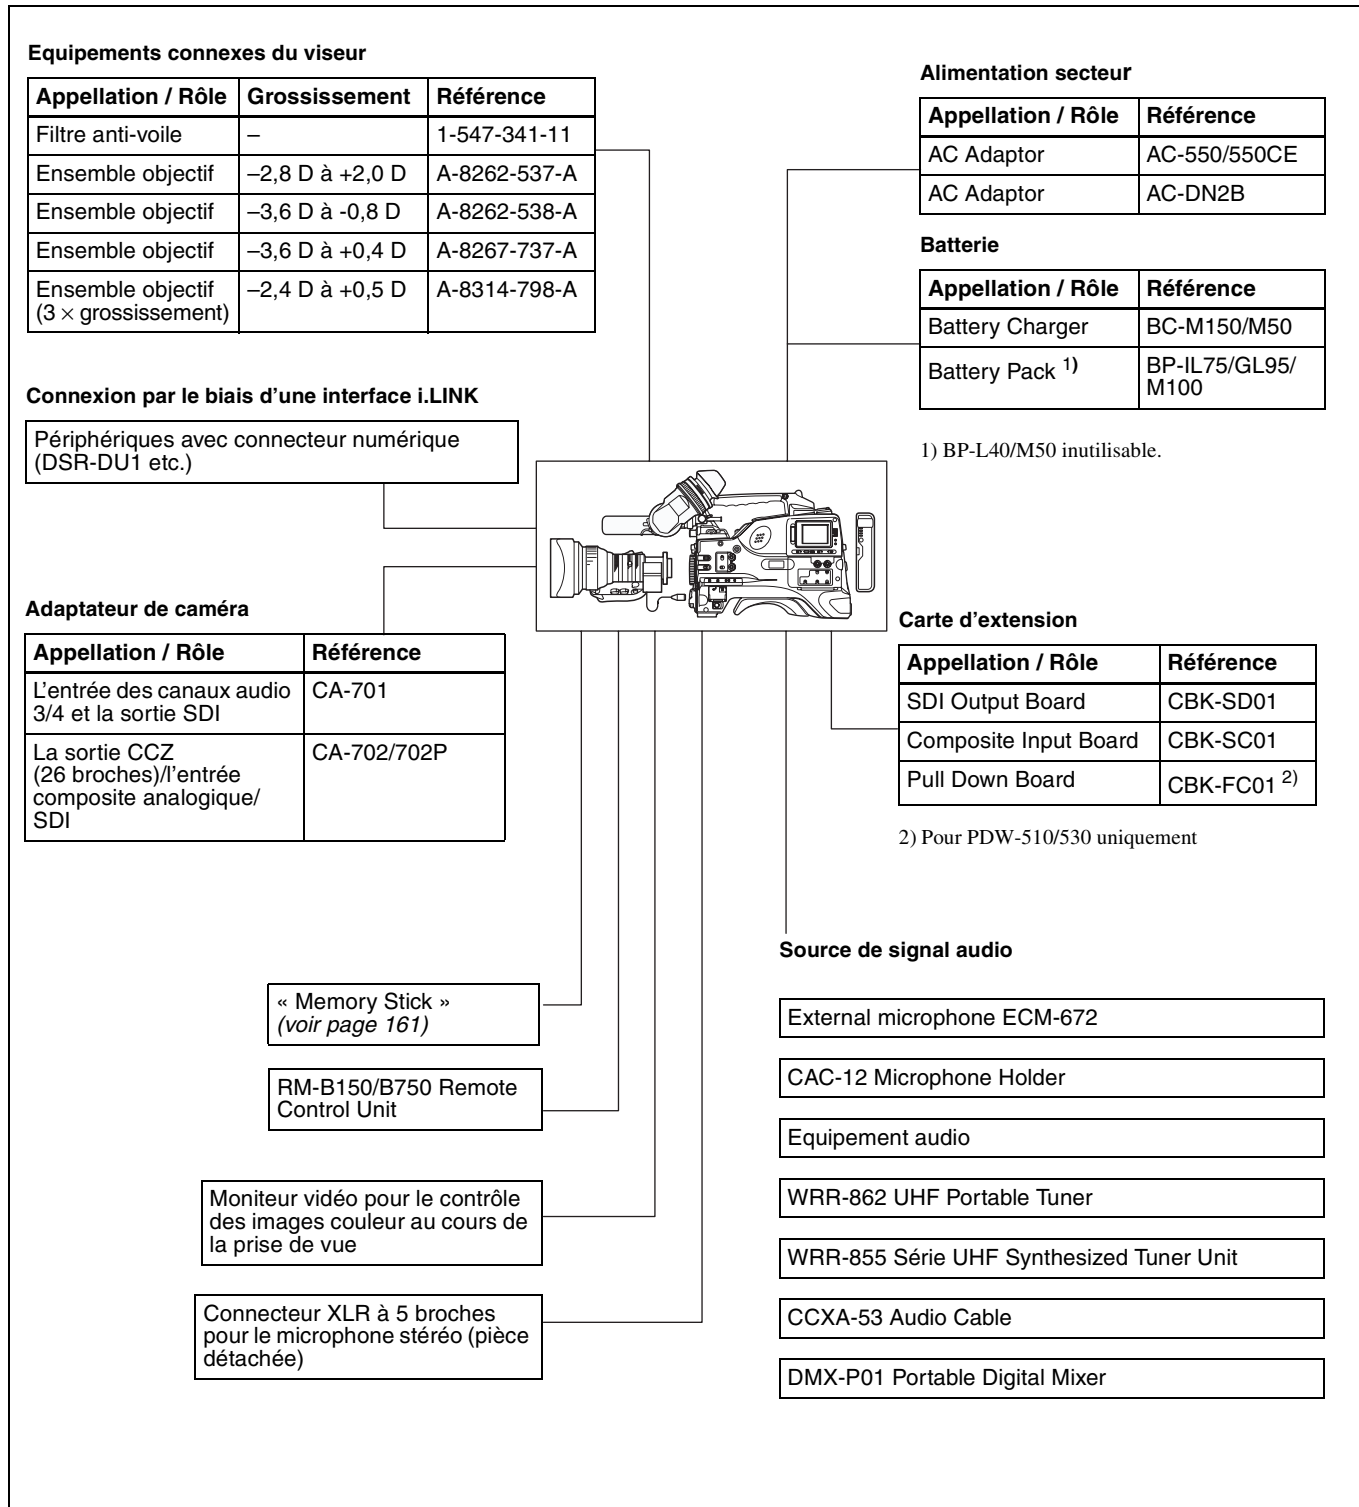 Equipements connexes du viseur
Appellation / Rôle Grossissement Référence
Filtre anti-voile – 1-547-341-11
Ensemble objectif –2,8 D à +2,0 D A-8262-537-A
Ensemble objectif –3,6 D à -0,8 D A-8262-538-A
Ensemble objectif –3,6 D à +0,4 D A-8267-737-A
Ensemble objectif –2,4 D à +0,5 D A-8314-798-A
(3 × grossissement)
Alimentation secteur
Appellation / Rôle Référence
AC Adaptor AC-550/550CE
AC Adaptor AC-DN2B
Batterie
Appellation / Rôle Référence
Battery Charger BC-M150/M50
Battery Pack 1) BP-IL75/GL95/
M100
1) BP-L40/M50 inutilisable.
Connexion par le biais d’une interface i.LINK
Périphériques avec connecteur numérique
(DSR-DU1 etc.)
Adaptateur de caméra
Appellation / Rôle Référence
L’entrée des canaux audio CA-701
3/4 et la sortie SDI
La sortie CCZ CA-702/702P
(26 broches)/l’entrée
composite analogique/
SDI
Carte d’extension
Appellation / Rôle Référence
SDI Output Board CBK-SD01
Composite Input Board CBK-SC01
Pull Down Board CBK-FC01 2)
2) Pour PDW-510/530 uniquement
« Memory Stick »
(voir page 161)
RM-B150/B750 Remote
Control Unit
Moniteur vidéo pour le contrôle
des images couleur au cours de
la prise de vue
Connecteur XLR à 5 broches
pour le microphone stéréo (pièce
détachée)
Source de signal audio
External microphone ECM-672
CAC-12 Microphone Holder
Equipement audio
WRR-862 UHF Portable Tuner
WRR-855 Série UHF Synthesized Tuner Unit
CCXA-53 Audio Cable
DMX-P01 Portable Digital Mixer